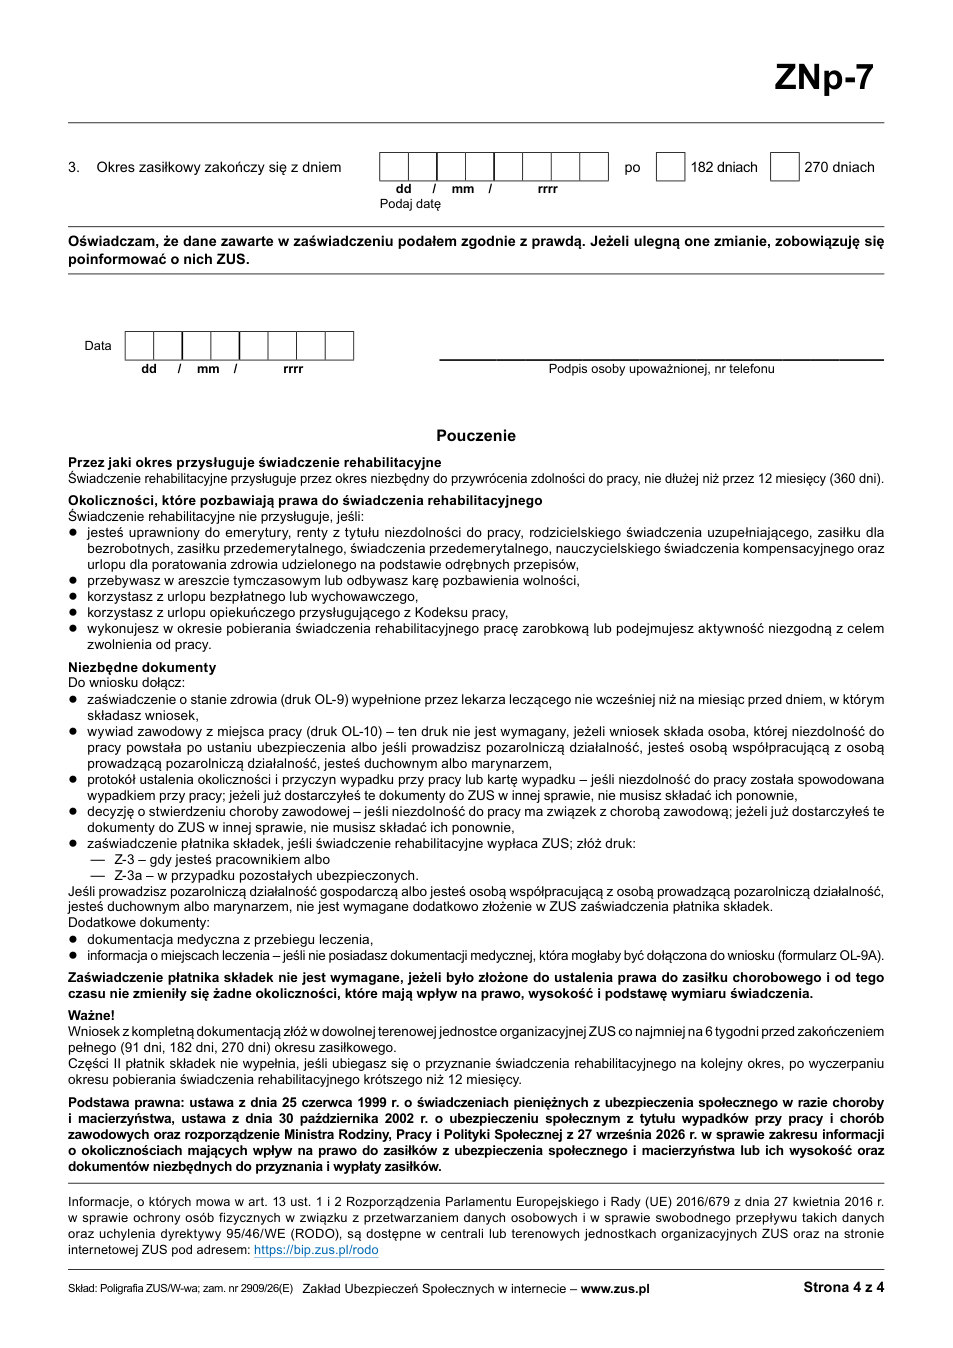 ZNp-7
3. Okres zasiłkowy zakończy się z dniem po 182 dniach 270 dniach
dd / mm / rrrr
Podaj datę
Oświadczam, że dane zawarte w zaświadczeniu podałem zgodnie z prawdą. Jeżeli ulegną one zmianie, zobowiązuję się
poinformować o nich ZUS.
Data
dd / mm / rrrr
Podpis osoby upoważnionej, nr telefonu
Pouczenie
Przez jaki okres przysługuje świadczenie rehabilitacyjne
Świadczenie rehabilitacyjne przysługuje przez okres niezbędny do przywrócenia zdolności do pracy, nie dłużej niż przez 12 miesięcy (360 dni).
Okoliczności, które pozbawiają prawa do świadczenia rehabilitacyjnego
Świadczenie rehabilitacyjne nie przysługuje, jeśli:
● jesteś uprawniony do emerytury, renty z tytułu niezdolności do pracy, rodzicielskiego świadczenia uzupełniającego, zasiłku dla
bezrobotnych, zasiłku przedemerytalnego, świadczenia przedemerytalnego, nauczycielskiego świadczenia kompensacyjnego oraz
urlopu dla poratowania zdrowia udzielonego na podstawie odrębnych przepisów,
● przebywasz w areszcie tymczasowym lub odbywasz karę pozbawienia wolności,
● korzystasz z urlopu bezpłatnego lub wychowawczego,
● korzystasz z urlopu opiekuńczego przysługującego z Kodeksu pracy,
● wykonujesz w okresie pobierania świadczenia rehabilitacyjnego pracę zarobkową lub podejmujesz aktywność niezgodną z celem
zwolnienia od pracy.
Niezbędne dokumenty
Do wniosku dołącz:
● zaświadczenie o stanie zdrowia (druk OL-9) wypełnione przez lekarza leczącego nie wcześniej niż na miesiąc przed dniem, w którym
składasz wniosek,
● wywiad zawodowy z miejsca pracy (druk OL-10) – ten druk nie jest wymagany, jeżeli wniosek składa osoba, której niezdolność do
pracy powstała po ustaniu ubezpieczenia albo jeśli prowadzisz pozarolniczą działalność, jesteś osobą współpracującą z osobą
prowadzącą pozarolniczą działalność, jesteś duchownym albo marynarzem,
● protokół ustalenia okoliczności i przyczyn wypadku przy pracy lub kartę wypadku – jeśli niezdolność do pracy została spowodowana
wypadkiem przy pracy; jeżeli już dostarczyłeś te dokumenty do ZUS w innej sprawie, nie musisz składać ich ponownie,
● decyzję o stwierdzeniu choroby zawodowej – jeśli niezdolność do pracy ma związek z chorobą zawodową; jeżeli już dostarczyłeś te
dokumenty do ZUS w innej sprawie, nie musisz składać ich ponownie,
● zaświadczenie płatnika składek, jeśli świadczenie rehabilitacyjne wypłaca ZUS; złóż druk:
— Z-3 – gdy jesteś pracownikiem albo
— Z-3a – w przypadku pozostałych ubezpieczonych.
Jeśli prowadzisz pozarolniczą działalność gospodarczą albo jesteś osobą współpracującą z osobą prowadzącą pozarolniczą działalność,
jesteś duchownym albo marynarzem, nie jest wymagane dodatkowo złożenie w ZUS zaświadczenia płatnika składek.
Dodatkowe dokumenty:
● dokumentacja medyczna z przebiegu leczenia,
● informacja o miejscach leczenia – jeśli nie posiadasz dokumentacji medycznej, która mogłaby być dołączona do wniosku (formularz OL-9A).
Zaświadczenie płatnika składek nie jest wymagane, jeżeli było złożone do ustalenia prawa do zasiłku chorobowego i od tego
czasu nie zmieniły się żadne okoliczności, które mają wpływ na prawo, wysokość i podstawę wymiaru świadczenia.
Ważne!
Wniosek z kompletną dokumentacją złóż w dowolnej terenowej jednostce organizacyjnej ZUS co najmniej na 6 tygodni przed zakończeniem
pełnego (91 dni, 182 dni, 270 dni) okresu zasiłkowego.
Części II płatnik składek nie wypełnia, jeśli ubiegasz się o przyznanie świadczenia rehabilitacyjnego na kolejny okres, po wyczerpaniu
okresu pobierania świadczenia rehabilitacyjnego krótszego niż 12 miesięcy.
Podstawa prawna: ustawa z dnia 25 czerwca 1999 r. o świadczeniach pieniężnych z ubezpieczenia społecznego w razie choroby
i macierzyństwa, ustawa z dnia 30 października 2002 r. o ubezpieczeniu społecznym z tytułu wypadków przy pracy i chorób
zawodowych oraz rozporządzenie Ministra Rodziny, Pracy i Polityki Społecznej z 27 września 2026 r. w sprawie zakresu informacji
o okolicznościach mających wpływ na prawo do zasiłków z ubezpieczenia społecznego i macierzyństwa lub ich wysokość oraz
dokumentów niezbędnych do przyznania i wypłaty zasiłków.
Informacje, o których mowa w art. 13 ust. 1 i 2 Rozporządzenia Parlamentu Europejskiego i Rady (UE) 2016/679 z dnia 27 kwietnia 2016 r.
w sprawie ochrony osób fizycznych w związku z przetwarzaniem danych osobowych i w sprawie swobodnego przepływu takich danych
oraz uchylenia dyrektywy 95/46/WE (RODO), są dostępne w centrali lub terenowych jednostkach organizacyjnych ZUS oraz na stronie
internetowej ZUS pod adresem: https://bip.zus.pl/rodo
Skład: Poligrafia ZUS/W-wa; zam. nr 2909/26(E) Zakład Ubezpieczeń Społecznych w internecie – www.zus.pl Strona 4 z 4